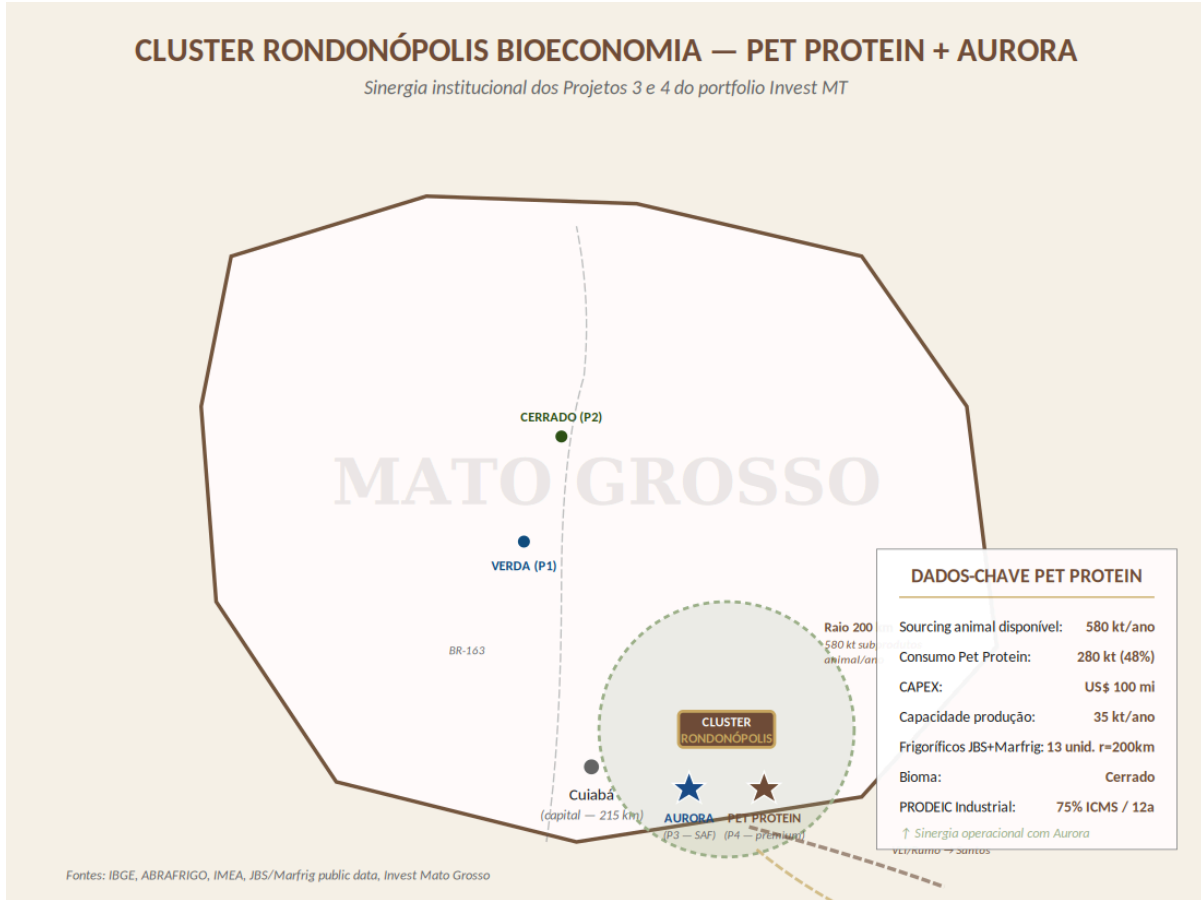 CLUSTER RONDONÓPOLIS BIOECONOMIA — PET PROTEIN + AURORA
Sinergia institucional dos Projetos 3 e 4 do portfolio Invest MT
CERRADO (P2)
MATO GROSSO
VERDA (P1)
BR-163
Raio 200
580 kt
animal/ano
CLUSTER
RONDONÓPOLIS
Cuiabá
(capital — 215 km)
AURORA
(P3 — SAF)
PET PROTEIN
(P4 — premium)
DADOS-CHAVE PET PROTEIN
Sourcing animal disponível: 580 kt/ano
Consumo Pet Protein: 280 kt (48%)
CAPEX: US$ 100 mi
Capacidade produção: 35 kt/ano
Frigoríficos JBS+Marfrig: 13 unid. r=200km
Bioma: Cerrado
PRODEIC Industrial: 75% ICMS / 12a
↑ Sinergia operacional com Aurora
VLI/Rumo → Santos
Fontes: IBGE, ABRAFRIGO, IMEA, JBS/Marfrig public data, Invest Mato Grosso